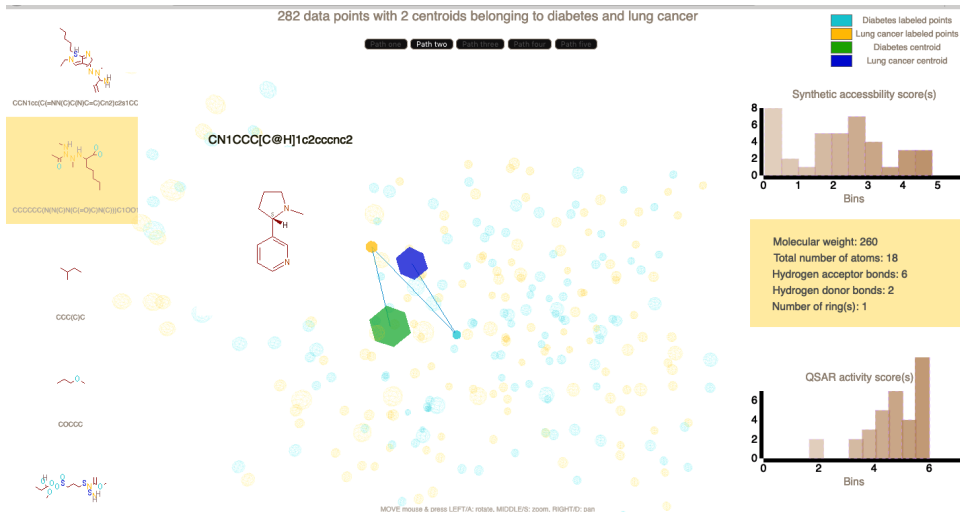 282 data points with 2 centroids belonging to diabetes and lung cancer
Path one Path two Path three Path four Path five
Diabetes labeled points
Lung cancer labeled points
Diabetes centroid
Lung cancer centroid
CCN1cc(C(=NN(C)C(N)C=C)Cn2)c2s1CC
CN1CCC[C@H]1c2cccnc2
CCC(C)C
COCCC
Synthetic accessbility score(s)
8
6
4
2
0
0 1 2 3 4 5
Bins
Molecular weight: 260
Total number of atoms: 18
Hydrogen acceptor bonds: 6
Hydrogen donor bonds: 2
Number of ring(s): 1
QSAR activity score(s)
6
4
2
0
0 2 4 6
Bins
MOVE mouse & press LEFT/A: rotate, MIDDLE/S: zoom, RIGHT/D: pan